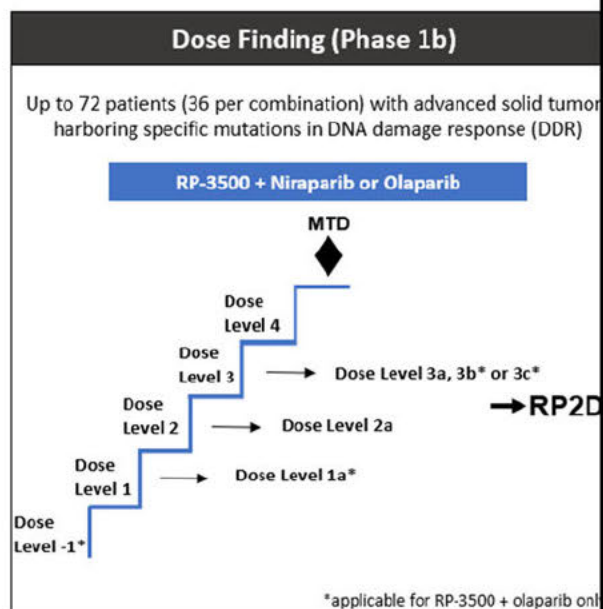 Dose Finding (Phase 1b)
Up to 72 patients (36 per combination) with advanced solid tumor
harboring specific mutations in DNA damage response (DDR)
RP-3500 + Niraparib or Olaparib
MTD
Dose
Level 4
Dose
Level 3
Dose Level 3a, 3b* or 3c*
RP2D
Dose
Level 2
Dose Level 2a
Dose
Level 1
Dose Level 1a*
Dose
Level -1*
*applicable for RP-3500 + olaparib only